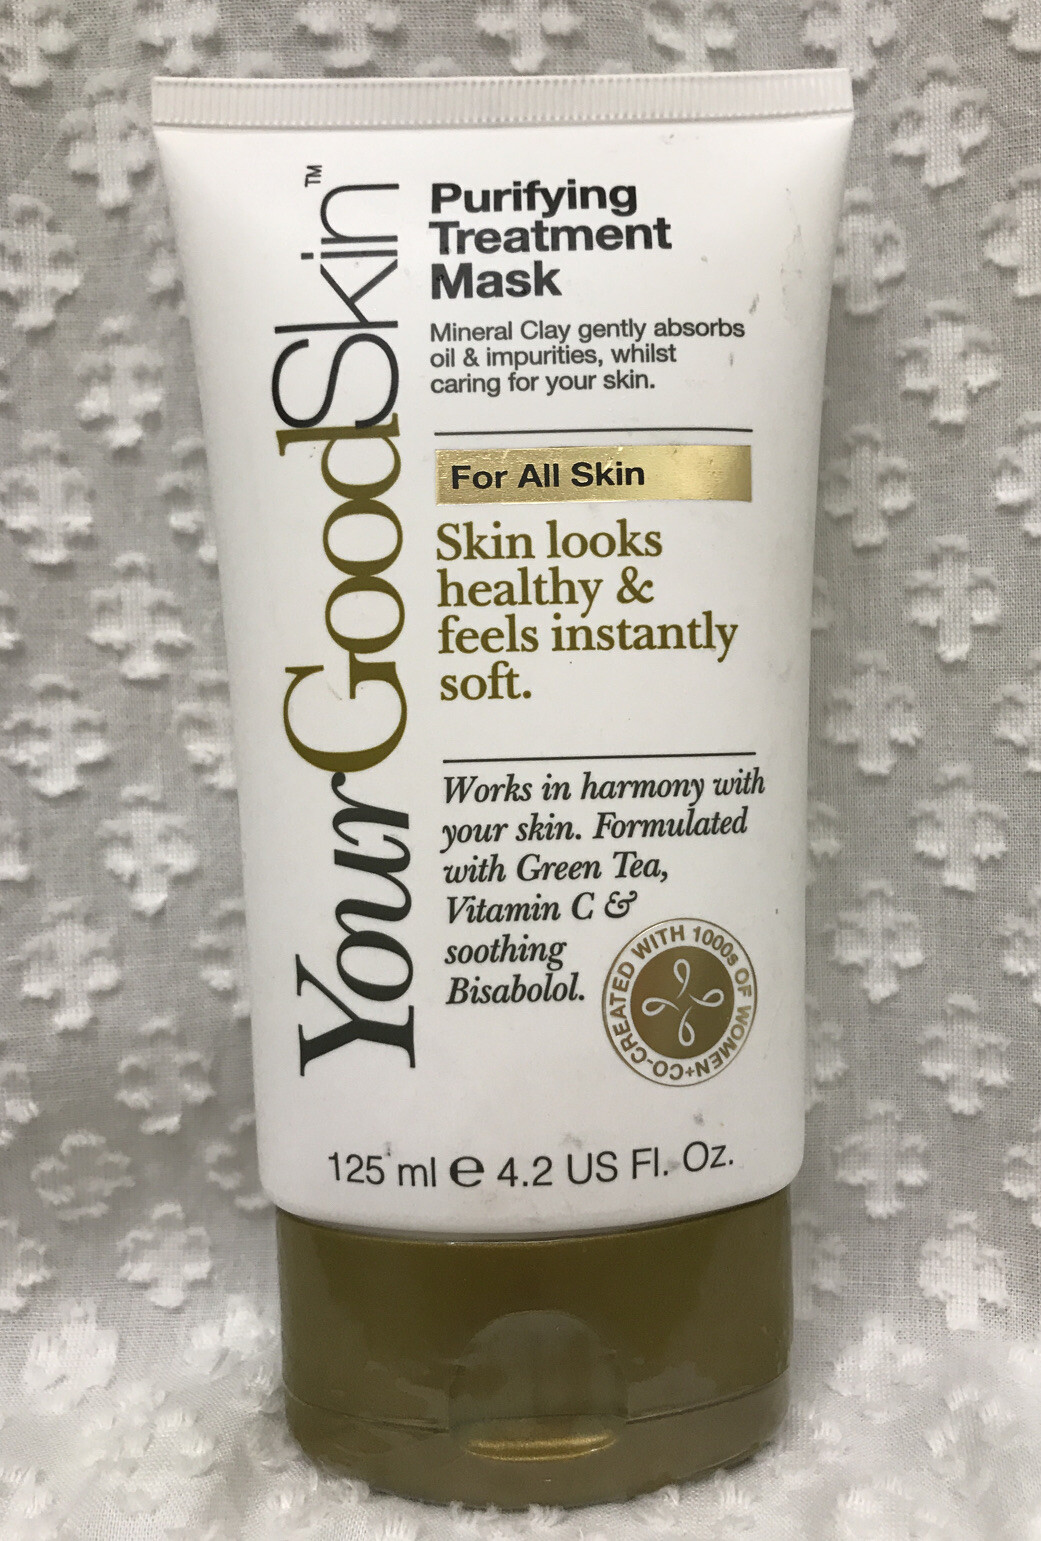 YourGoodSkin™
Purifying
Treatment
Mask
Mineral Clay gently absorbs
oil & impurities, whilst
caring for your skin.
For All Skin
Skin looks
healthy &
feels instantly
soft.
Works in harmony with
your skin. Formulated
with Green Tea,
Vitamin C &
soothing
Bisabolol.
CO-CREATED WITH 1000s OF WOMEN+
125 ml e 4.2 US Fl. Oz.